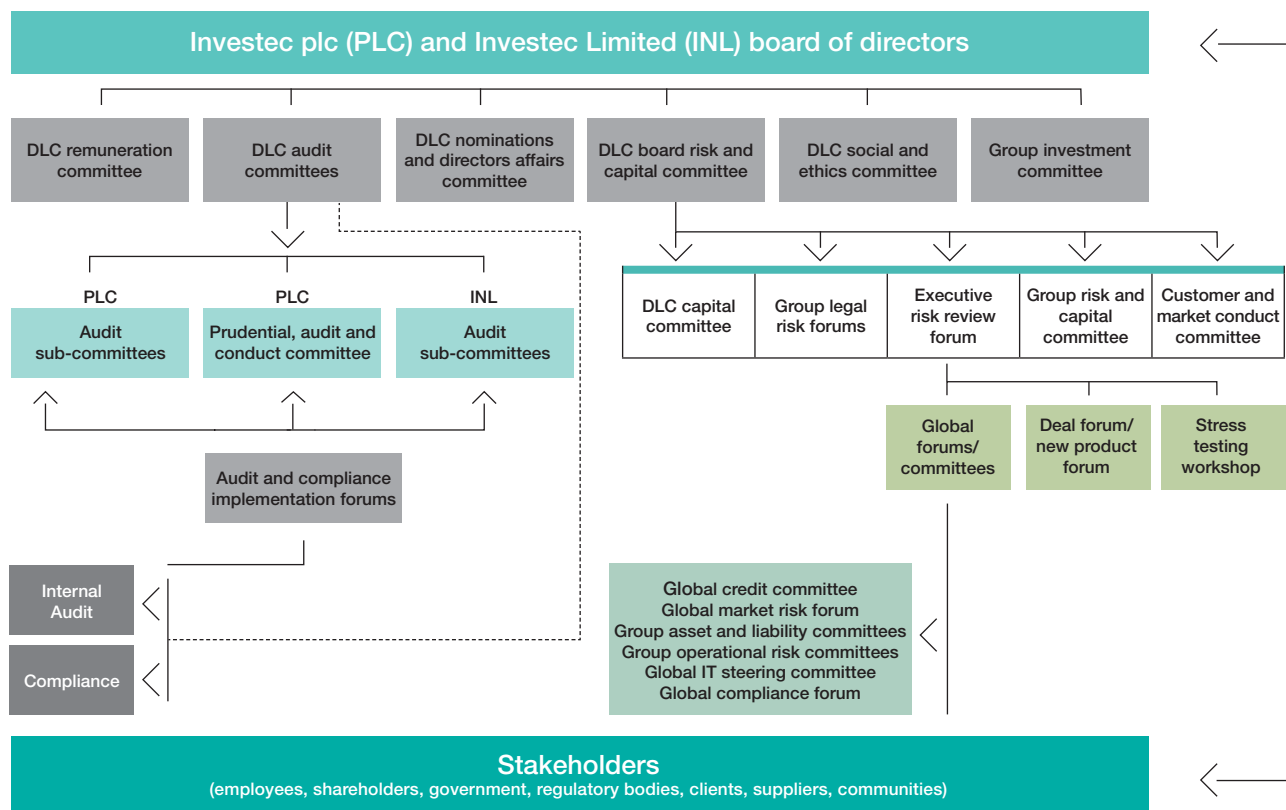 Investec plc (PLC) and Investec Limited (INL) board of directors
DLC remuneration
committee
DLC audit
committees
DLC nominations
and directors affairs
committee
DLC board risk and
capital committee
DLC social and
ethics committee
Group investment
committee
PLC
Audit
sub-committees
PLC
Prudential, audit and
conduct committee
INL
Audit
sub-committees
DLC capital
committee
Group legal
risk forums
Executive
risk review
forum
Group risk and
capital
committee
Customer and
market conduct
committee
Global
forums/
committees
Deal forum/
new product
forum
Stress
testing
workshop
Audit and compliance
implementation forums
Internal
Audit
Compliance
Global credit committee
Global market risk forum
Group asset and liability committees
Group operational risk committees
Global IT steering committee
Global compliance forum
Stakeholders
(employees, shareholders, government, regulatory bodies, clients, suppliers, communities)